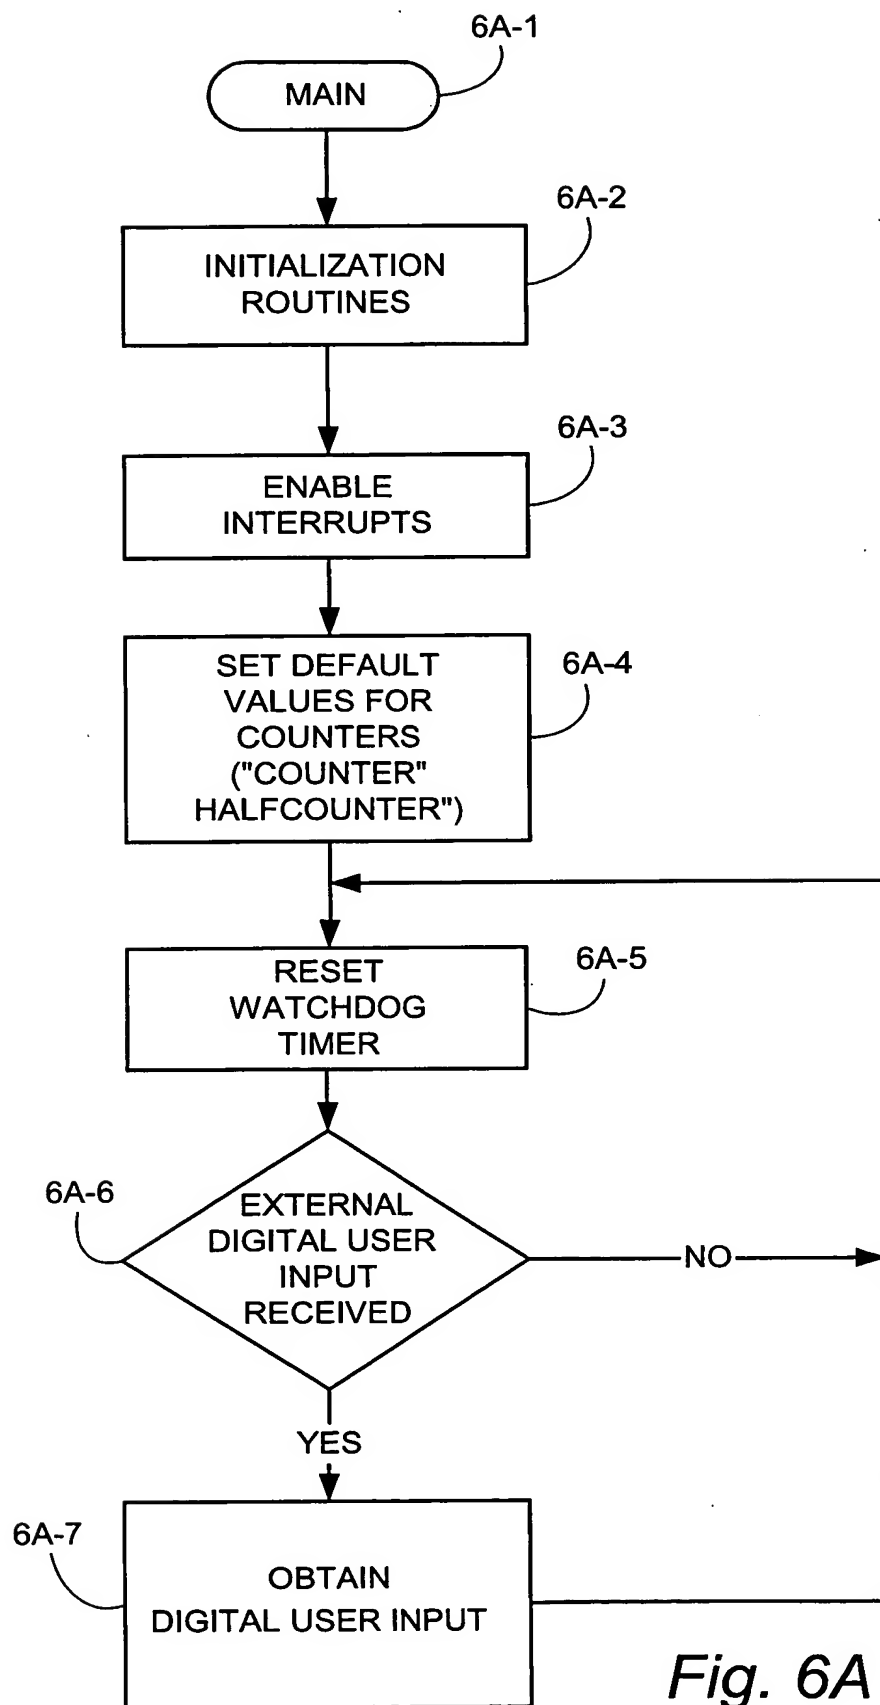 6A-1
MAIN
6A-2
INITIALIZATION
ROUTINES
6A-3
ENABLE
INTERRUPTS
6A-4
SET DEFAULT
VALUES FOR
COUNTERS
("COUNTER"
HALFCOUNTER")
6A-5
RESET
WATCHDOG
TIMER
6A-6
EXTERNAL
DIGITAL USER
INPUT
RECEIVED
NO
YES
6A-7
OBTAIN
DIGITAL USER INPUT
Fig. 6A